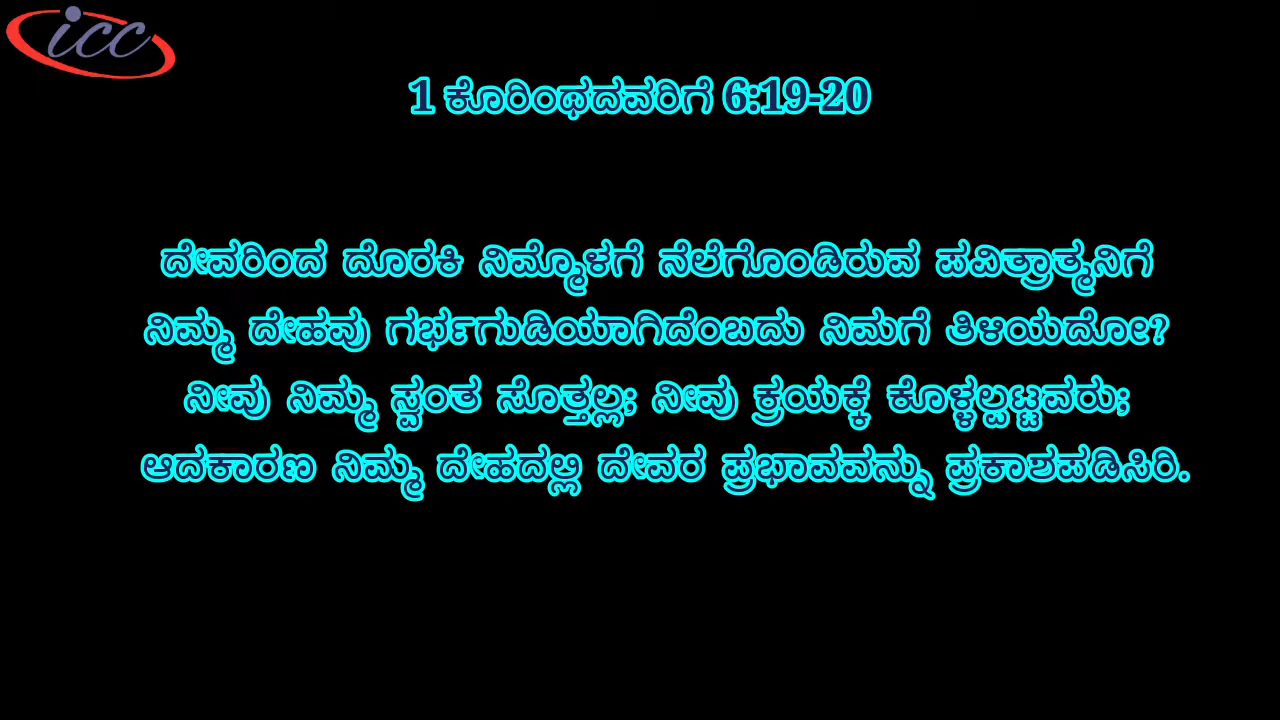 icc
1 ಕೊರಿಂಥದವರಿಗೆ 6:19-20
ದೇವರಿಂದ ದೊರಕಿ ನಿಮ್ಮೊಳಗೆ ನೆಲೆಗೊಂಡಿರುವ ಪವಿತ್ರಾತ್ಮನಿಗೆ
ನಿಮ್ಮ ದೇಹವು ಗರ್ಭಗುಡಿಯಾಗಿದೆಂಬದು ನಿಮಗೆ ತಿಳಿಯದೋ?
ನೀವು ನಿಮ್ಮ ಸ್ವಂತ ಸೊತ್ತಲ್ಲ; ನೀವು ಕ್ರಯಕ್ಕೆ ಕೊಳ್ಳಲ್ಪಟ್ಟವರು;
ಆದಕಾರಣ ನಿಮ್ಮ ದೇಹದಲ್ಲಿ ದೇವರ ಪ್ರಭಾವವನ್ನು ಪ್ರಕಾಶಪಡಿಸಿರಿ.